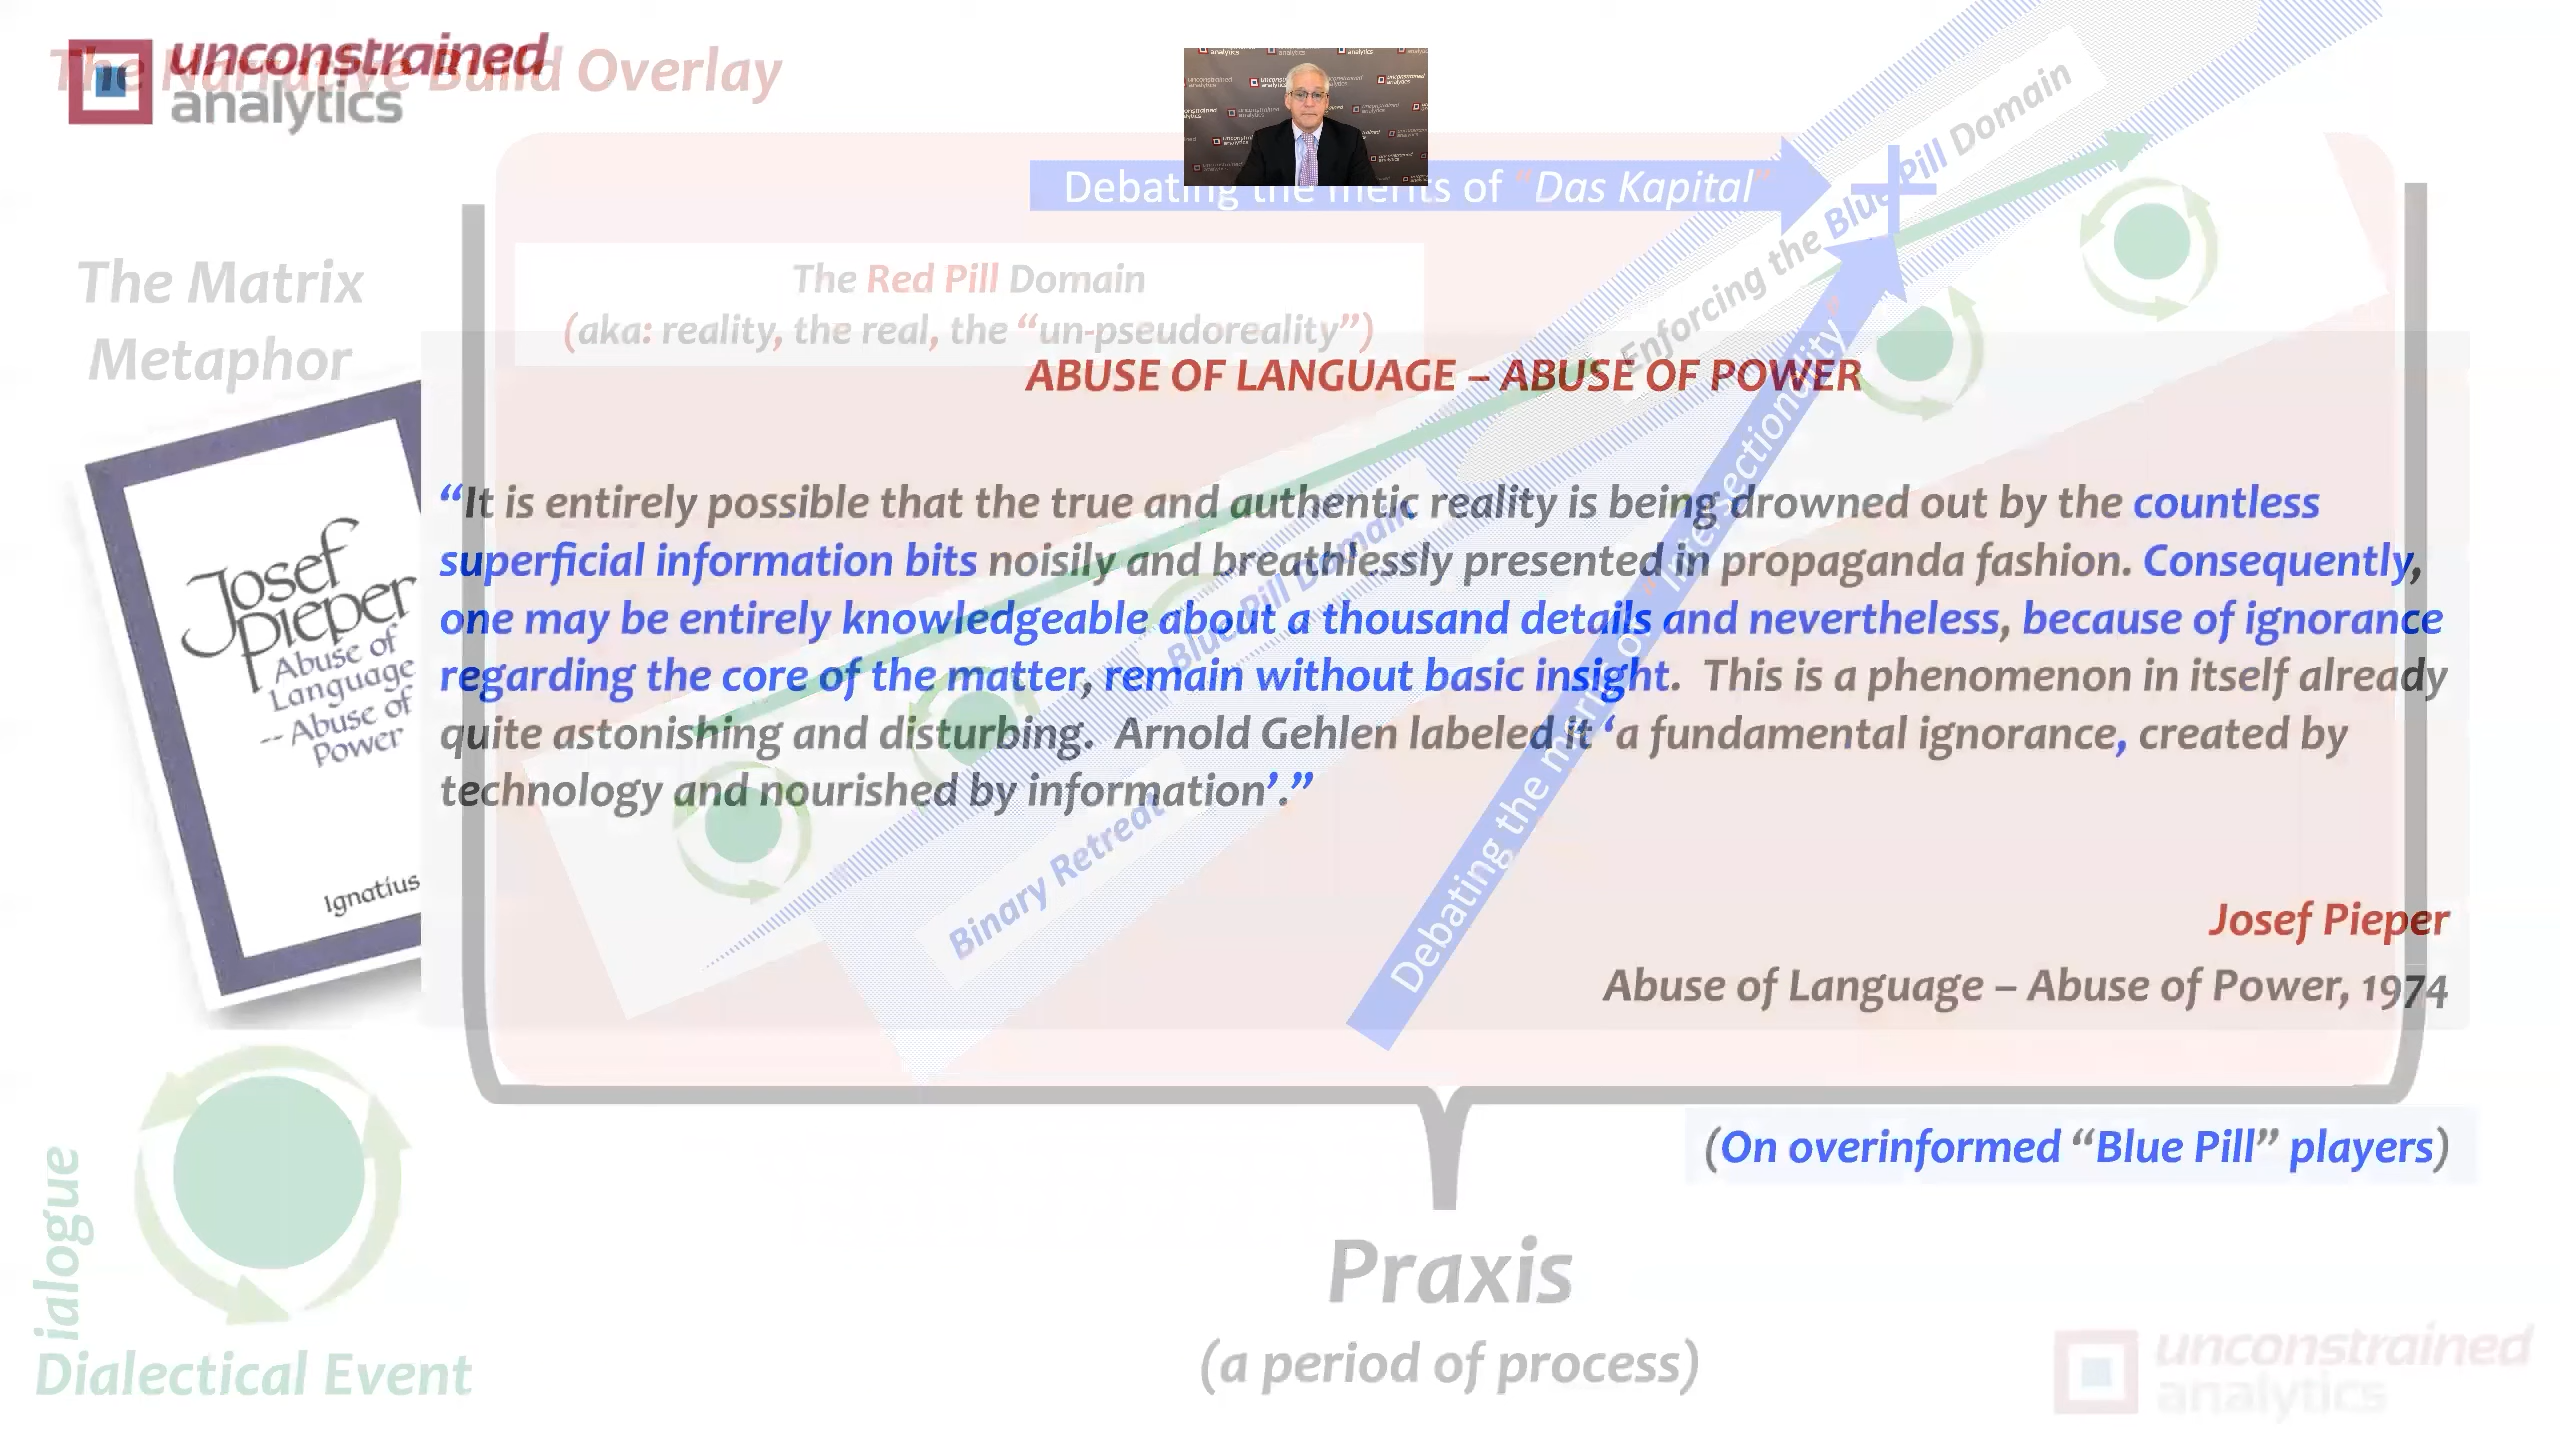 The Narrative Build Overlay
unconstrained
analytics
Debating the merits of “Das Kapital”
Enforcing the Blue Pill Domain
The Matrix
Metaphor
The Red Pill Domain
(aka: reality, the real, the “un-pseudoreality”)
ABUSE OF LANGUAGE – ABUSE OF POWER
Josef
Pieper
Abuse of
Language
-- Abuse of
Power
Ignatius
“It is entirely possible that the true and authentic reality is being drowned out by the countless
superficial information bits noisily and breathlessly presented in propaganda fashion. Consequently,
one may be entirely knowledgeable about a thousand details and nevertheless, because of ignorance
regarding the core of the matter, remain without basic insight.  This is a phenomenon in itself already
quite astonishing and disturbing.  Arnold Gehlen labeled it ‘a fundamental ignorance, created by
technology and nourished by information’.”
Blue Pill Domain
Binary Retreat
Debating the merits of “Intersectionality”
Josef Pieper
Abuse of Language – Abuse of Power, 1974
(On overinformed “Blue Pill” players)
Dialogue
Dialectical Event
Praxis
(a period of process)
unconstrained
analytics